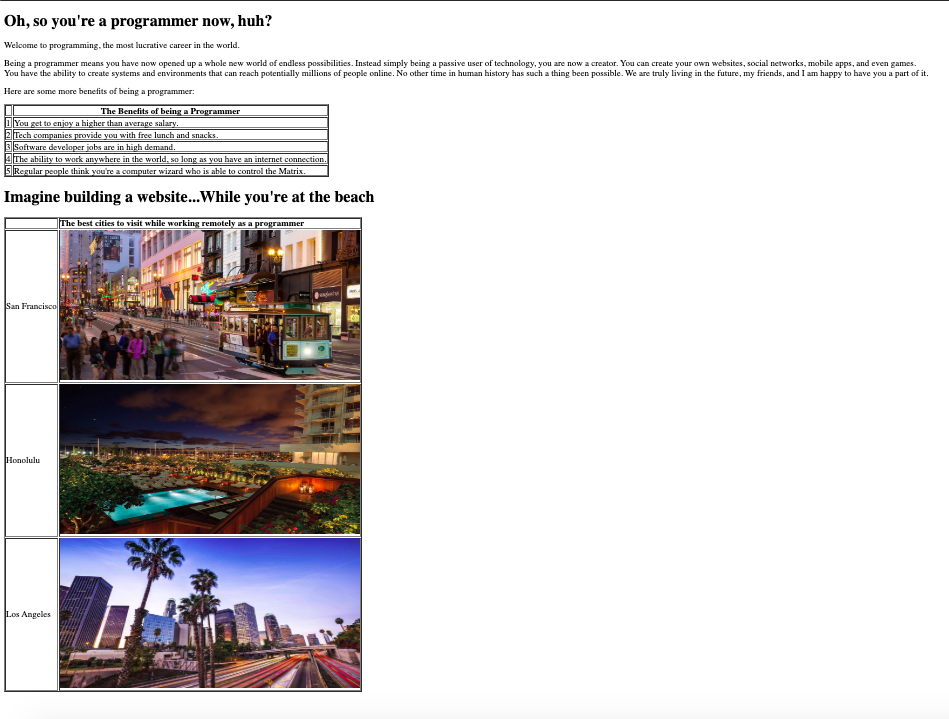 Oh, so you're a programmer now, huh?
Welcome to programming, the most lucrative career in the world.
Being a programmer means you have now opened up a whole new world of endless possibilities. Instead simply being a passive user of technology, you are now a creator. You can create your own websites, social networks, mobile apps, and even games.
You have the ability to create systems and environments that can reach potentially millions of people online. No other time in human history has such a thing been possible. We are truly living in the future, my friends, and I am happy to have you a part of it.
Here are some more benefits of being a programmer:
The Benefits of being a Programmer
1 You get to enjoy a higher than average salary.
2 Tech companies provide you with free lunch and snacks.
3 Software developer jobs are in high demand.
4 The ability to work anywhere in the world, so long as you have an internet connection.
5 Regular people think you're a computer wizard who is able to control the Matrix.
Imagine building a website...While you're at the beach
The best cities to visit while working remotely as a programmer
San Francisco
Honolulu
Los Angeles